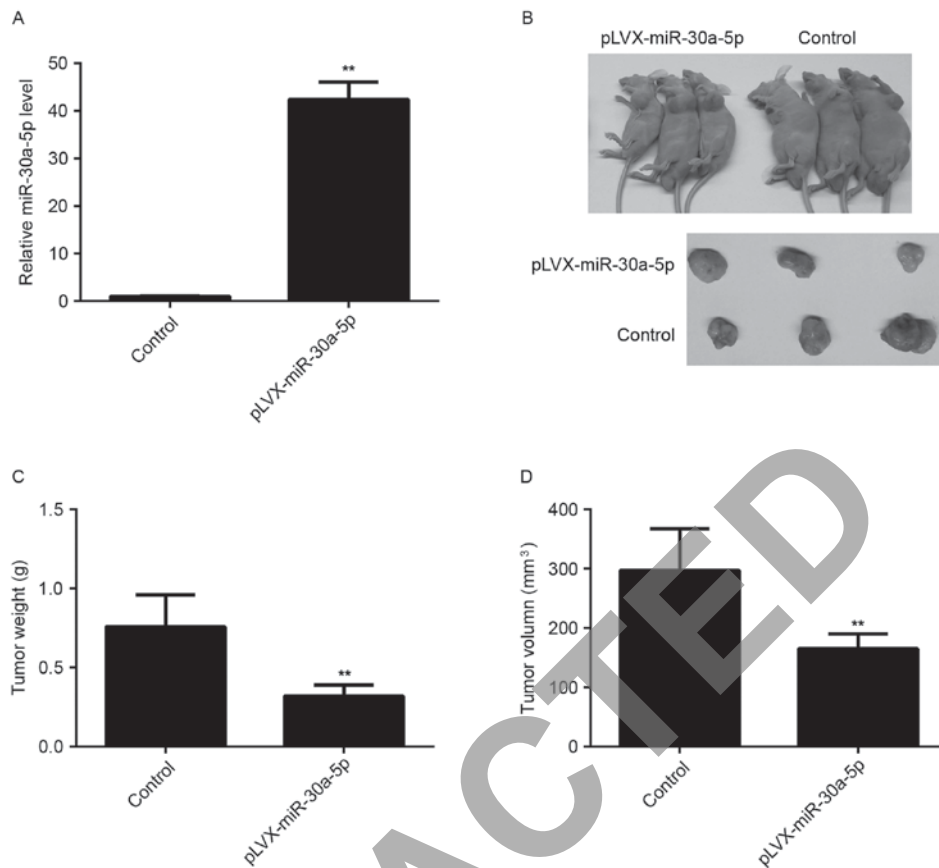 A
Relative miR-30a-5p level
50
40
30
20
10
0
**
Control
pLVX-miR-30a-5p
B
pLVX-miR-30a-5p Control
pLVX-miR-30a-5p
Control
C
Tumor weight (g)
1.5
1.0
0.5
0.0
**
Control
pLVX-miR-30a-5p
D
Tumor volumn (mm³)
400
300
200
100
0
**
Control
pLVX-miR-30a-5p
ACTED